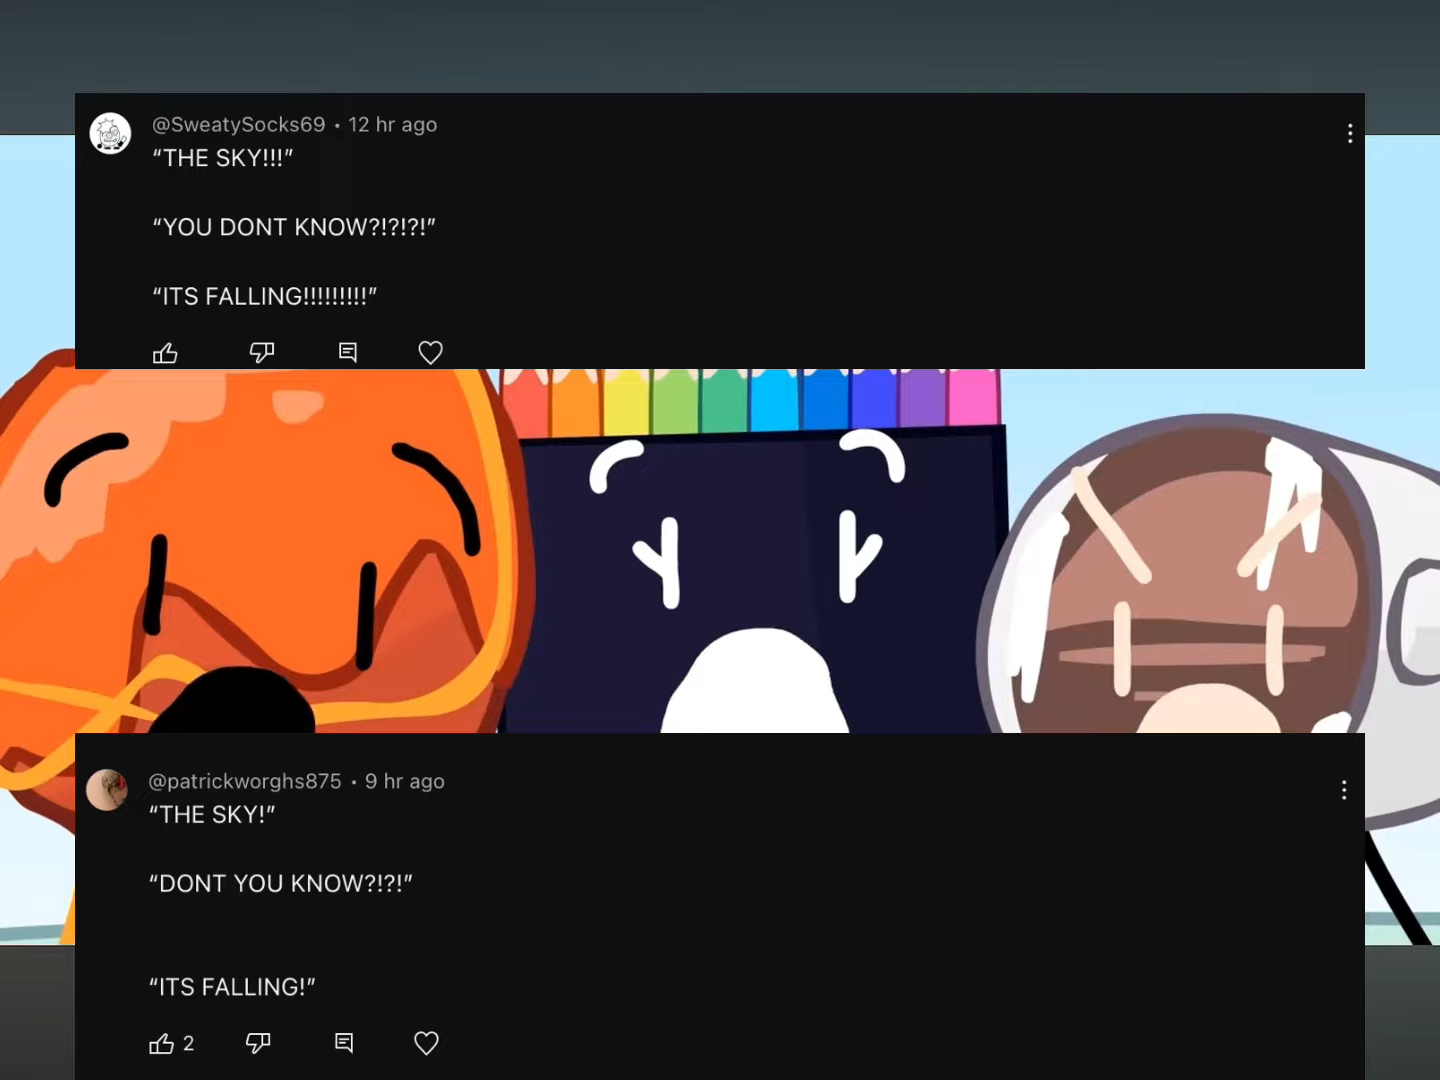 @SweatySocks69 · 12 hr ago
“THE SKY!!!”
“YOU DONT KNOW?!?!?!”
“ITS FALLING!!!!!!!!!”
@patrickworghs875 · 9 hr ago
“THE SKY!”
“DONT YOU KNOW?!?!”
“ITS FALLING!”
2